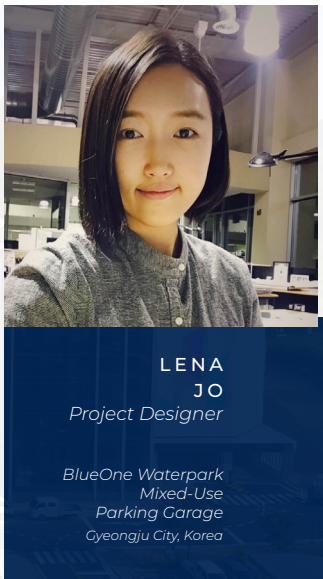 LENA
JO
Project Designer
BlueOne Waterpark
Mixed-Use
Parking Garage
Gyeongju City, Korea